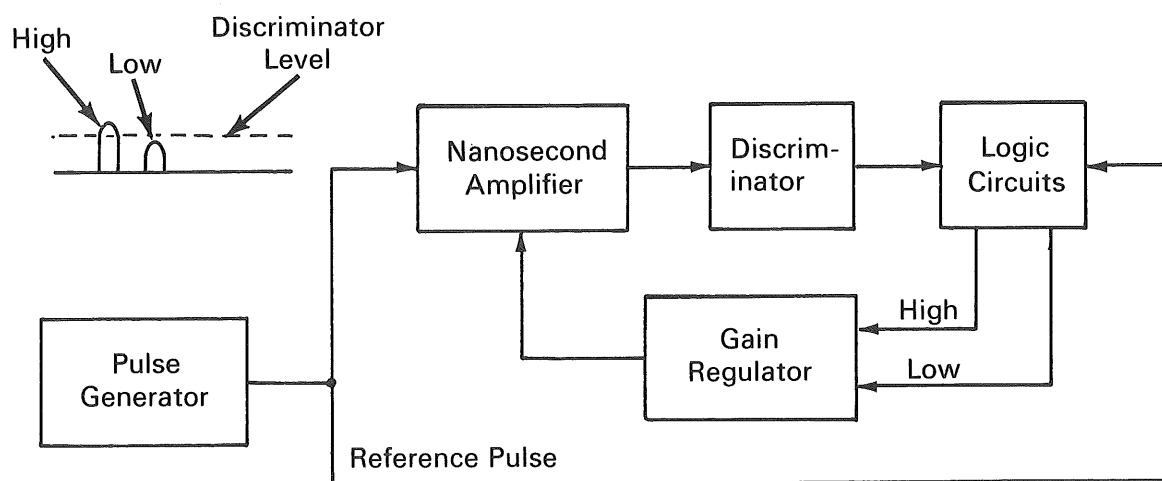 High
Low
Discriminator
Level
Nanosecond
Amplifier
Discrim-
inator
Logic
Circuits
High
Low
Gain
Regulator
Pulse
Generator
Reference Pulse